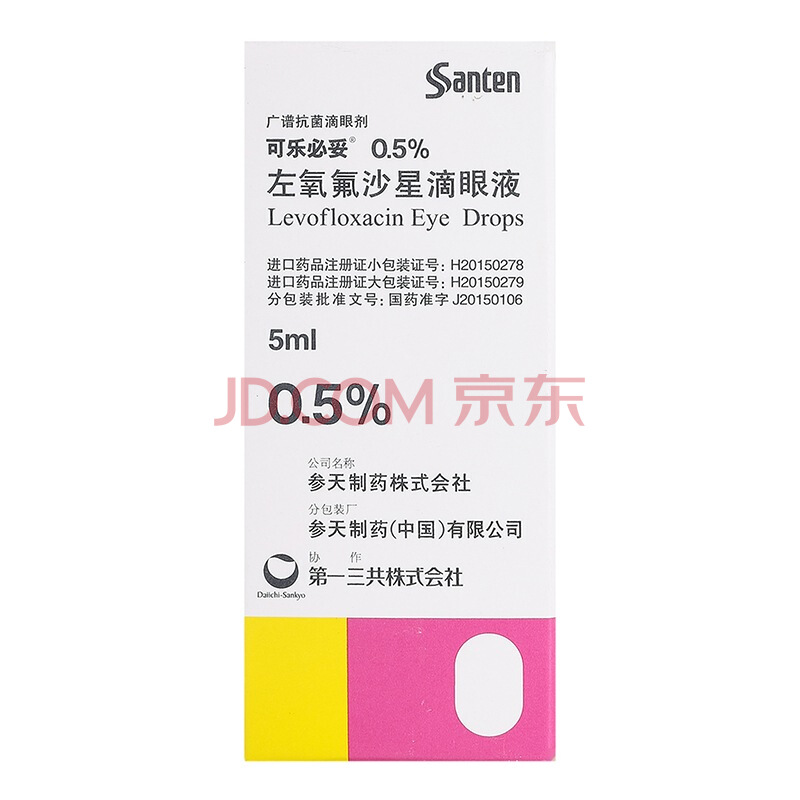 Santen
广谱抗菌滴眼剂
可乐必妥® 0.5%
左氧氟沙星滴眼液
Levofloxacin Eye Drops
进口药品注册证小包装证号：H20150278
进口药品注册证大包装证号：H20150279
分包装批准文号：国药准字 J20150106
5ml
0.5%
JD.COM 京东
公司名称
参天制药株式会社
分包装厂
参天制药(中国)有限公司
协 作
第一三共株式会社
Daiichi-Sankyo